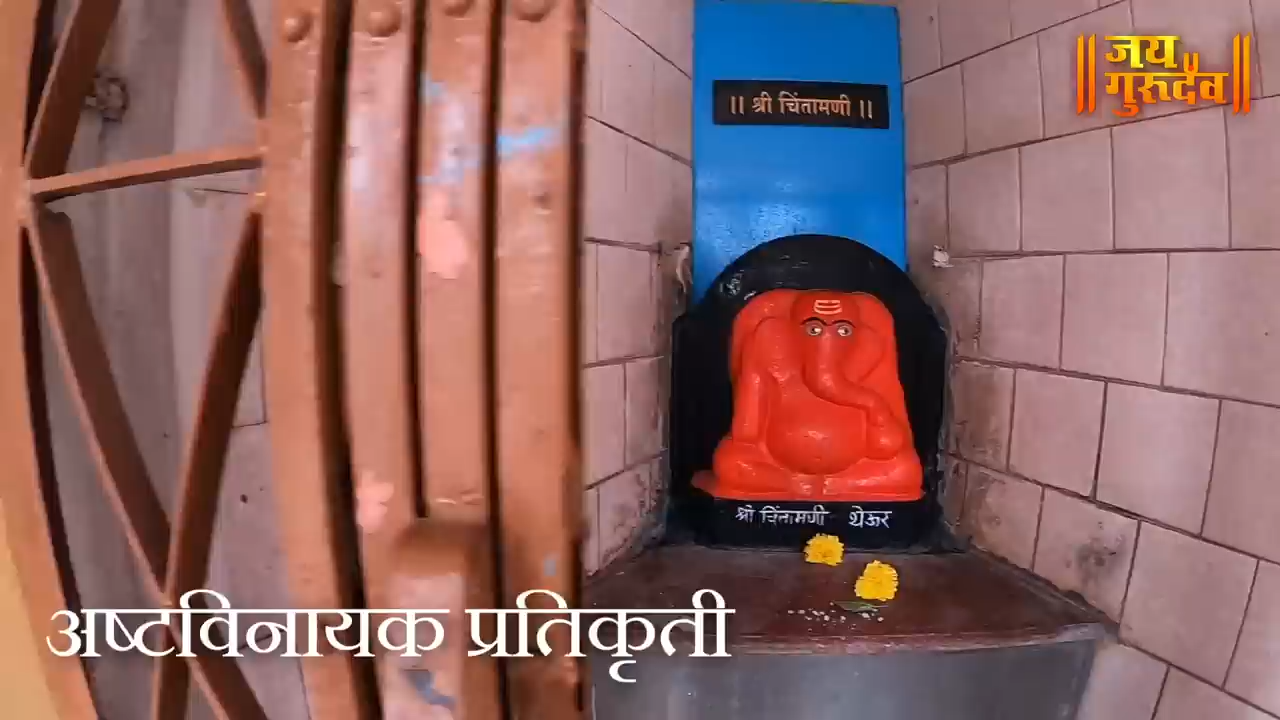 || जय गुरूदेव ||
|| श्री चिंतामणी ||
श्री चिंतामणी थेऊर
अष्टविनायक प्रतिकृती